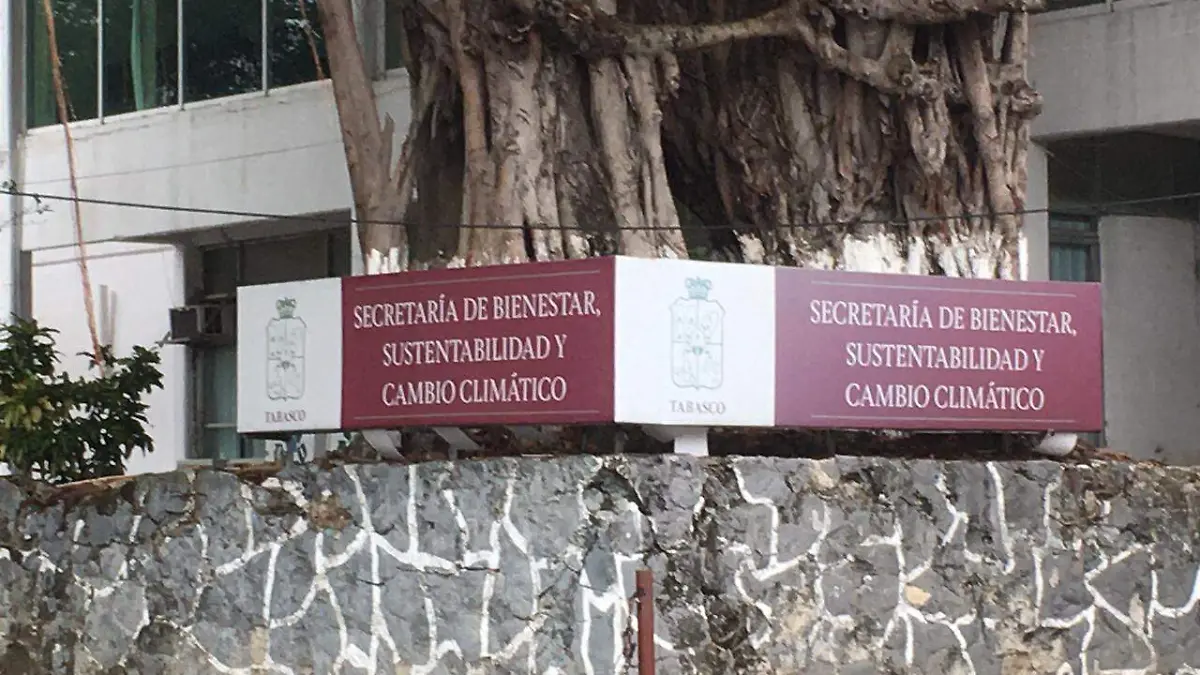 TABASCO
SECRETARÍA DE BIENESTAR,
SUSTENTABILIDAD Y
CAMBIO CLIMÁTICO
TABASCO
SECRETARÍA DE BIENESTAR,
SUSTENTABILIDAD Y
CAMBIO CLIMÁTICO